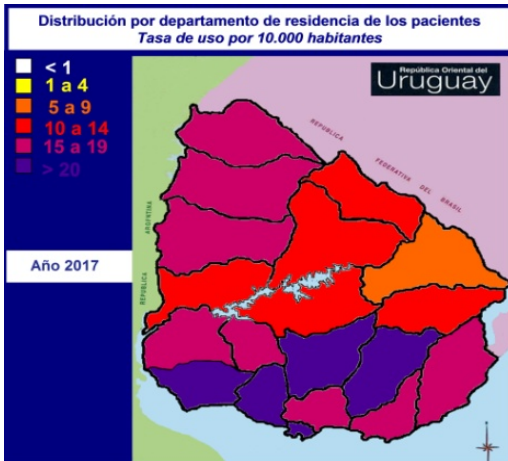 Distribución por departamento de residencia de los pacientes
Tasa de uso por 10.000 habitantes
República Oriental del
Uruguay
< 1
1 a 4
5 a 9
10 a 14
15 a 19
> 20
REPUBLICA
FEDERATIVA DEL BRASIL
REPUBLICA ARGENTINA
Año 2017